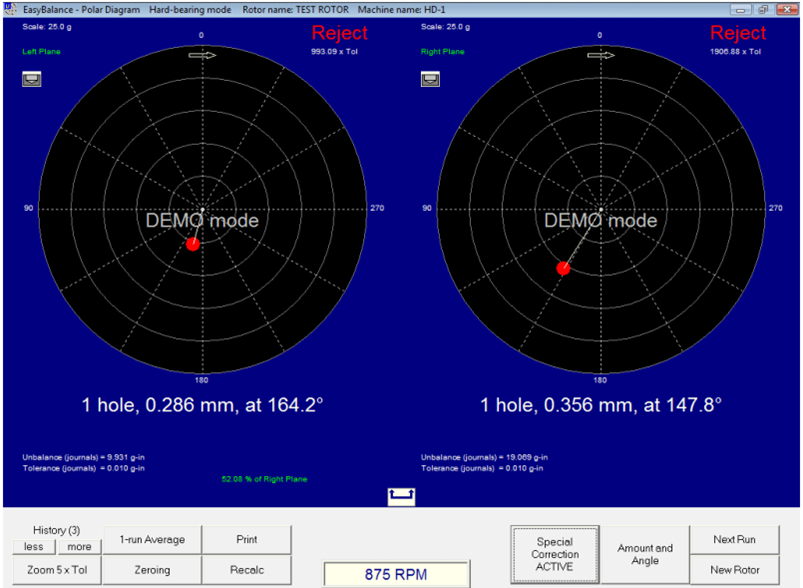 EasyBalance - Polar Diagram Hard-bearing mode Rotor name: TEST ROTOR Machine name: HD-1
Scale: 25.0 g
0
Reject
Left Plane
993.09 x Tol
90
270
DEMO mode
180
1 hole, 0.286 mm, at 164.2°
Unbalance (journals) = 9.931 g-in
Tolerance (journals) = 0.010 g-in
52.08 % of Right Plane
Scale: 25.0 g
0
Reject
Right Plane
1906.88 x Tol
90
270
DEMO mode
180
1 hole, 0.356 mm, at 147.8°
Unbalance (journals) = 19.069 g-in
Tolerance (journals) = 0.010 g-in
History (3)
less
more
1-run Average
Print
Zoom 5 x Tol
Zeroing
Recalc
875 RPM
Special
Correction
ACTIVE
Amount and
Angle
Next Run
New Rotor